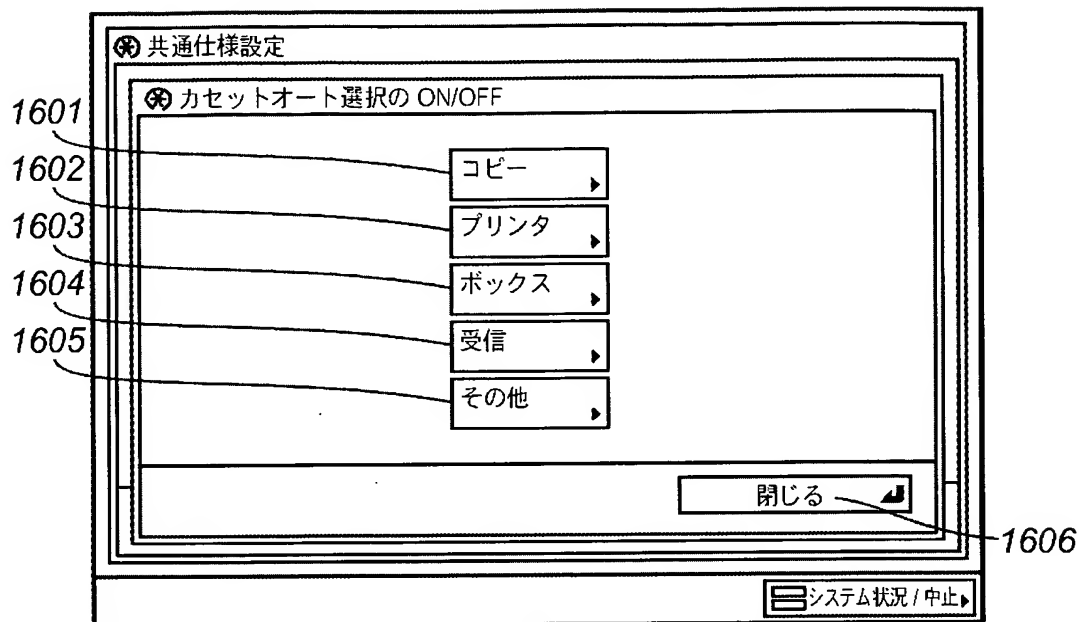 共通仕様設定
カセットオート選択の ON/OFF
1601
コピー
1602
プリンタ
1603
ボックス
1604
受信
1605
その他
閉じる
1606
システム状況 / 中止